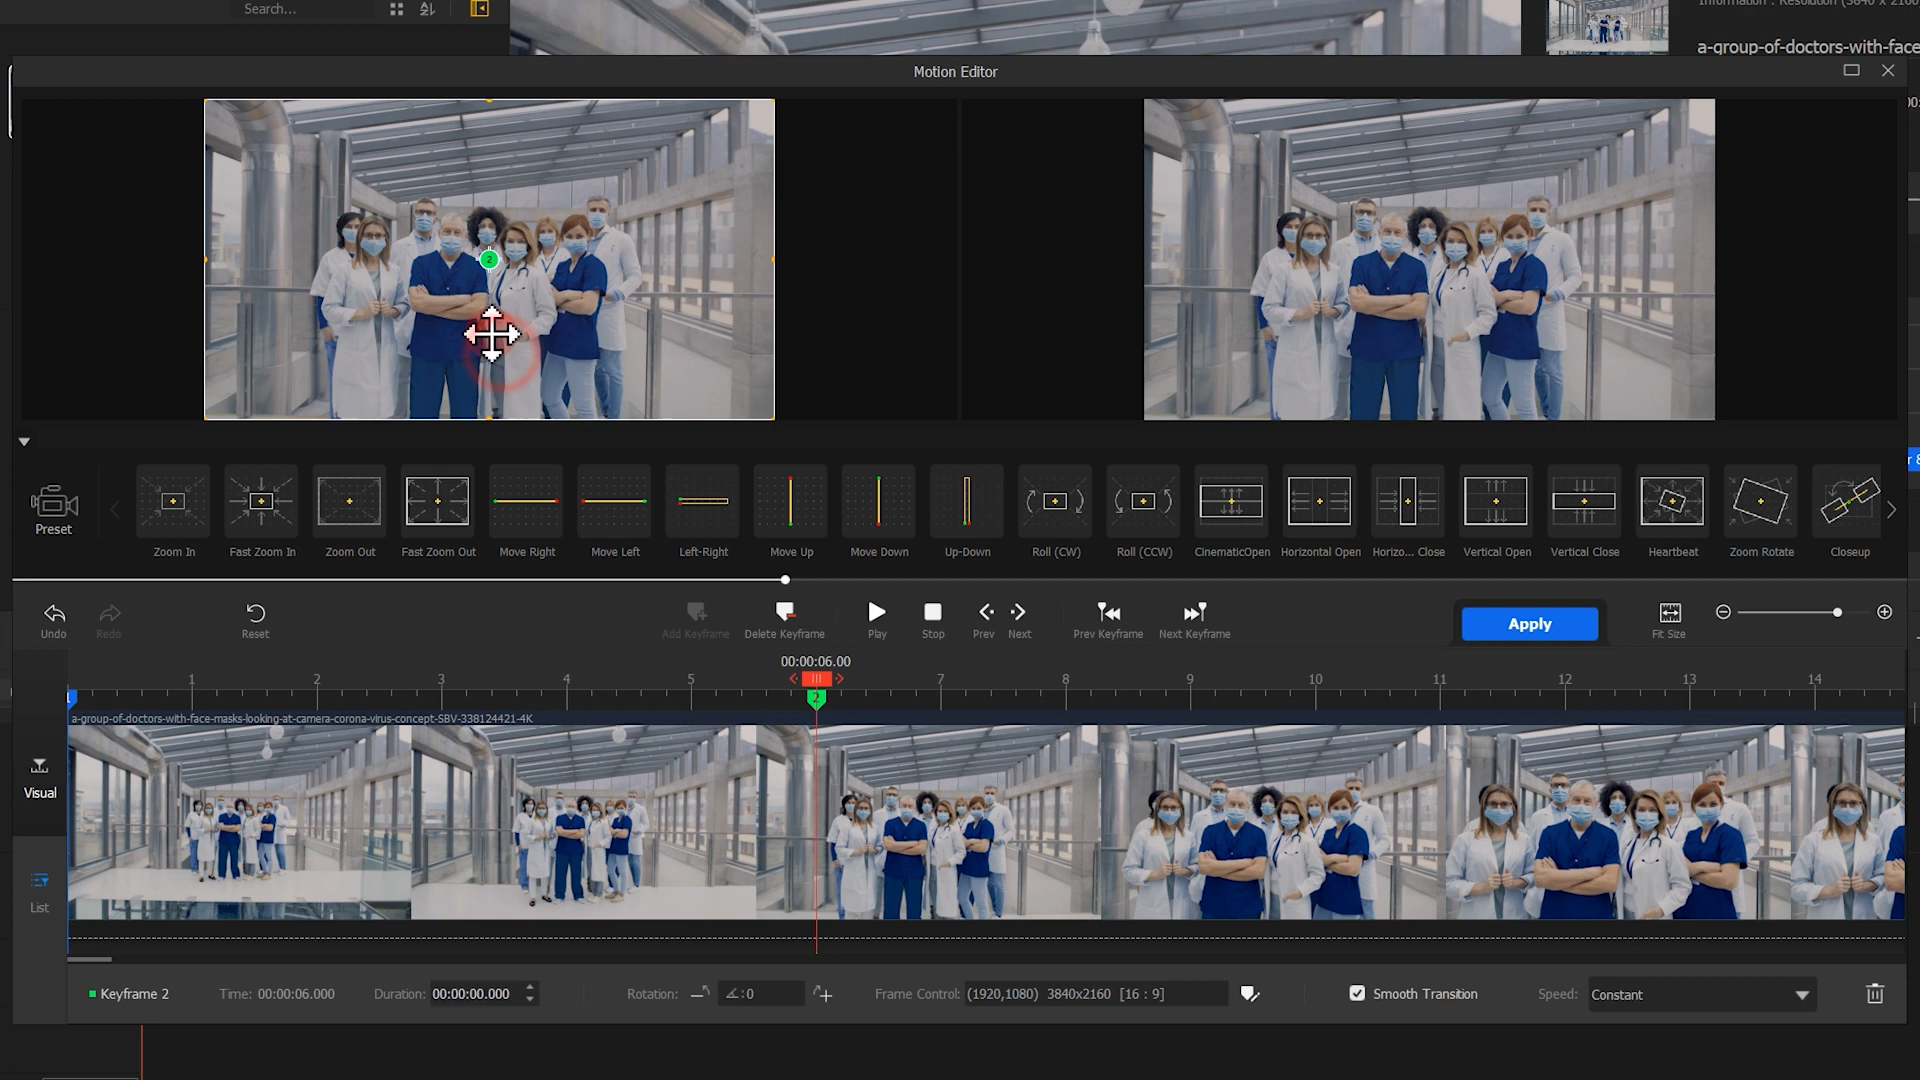 Search...
Information : Resolution (3840 x 2160
a-group-of-doctors-with-face
Motion Editor
2
Preset
Zoom In
Fast Zoom In
Zoom Out
Fast Zoom Out
Move Right
Move Left
Left-Right
Move Up
Move Down
Up-Down
Roll (CW)
Roll (CCW)
CinematicOpen
Horizontal Open
Horizo... Close
Vertical Open
Vertical Close
Heartbeat
Zoom Rotate
Closeup
Undo
Redo
Reset
Add Keyframe
Delete Keyframe
Play
Stop
Prev
Next
Prev Keyframe
Next Keyframe
Apply
Fit Size
00:00:06.00
1 2 3 4 5 7 8 9 10 11 12 13 14
2
a-group-of-doctors-with-face-masks-looking-at-camera-corona-virus-concept-SBV-338124421-4K
Visual
List
Keyframe 2 Time: 00:00:06.000 Duration: 00:00:00.000 Rotation: ∡:0 Frame Control: (1920,1080) 3840x2160 [16 : 9] Smooth Transition Speed: Constant